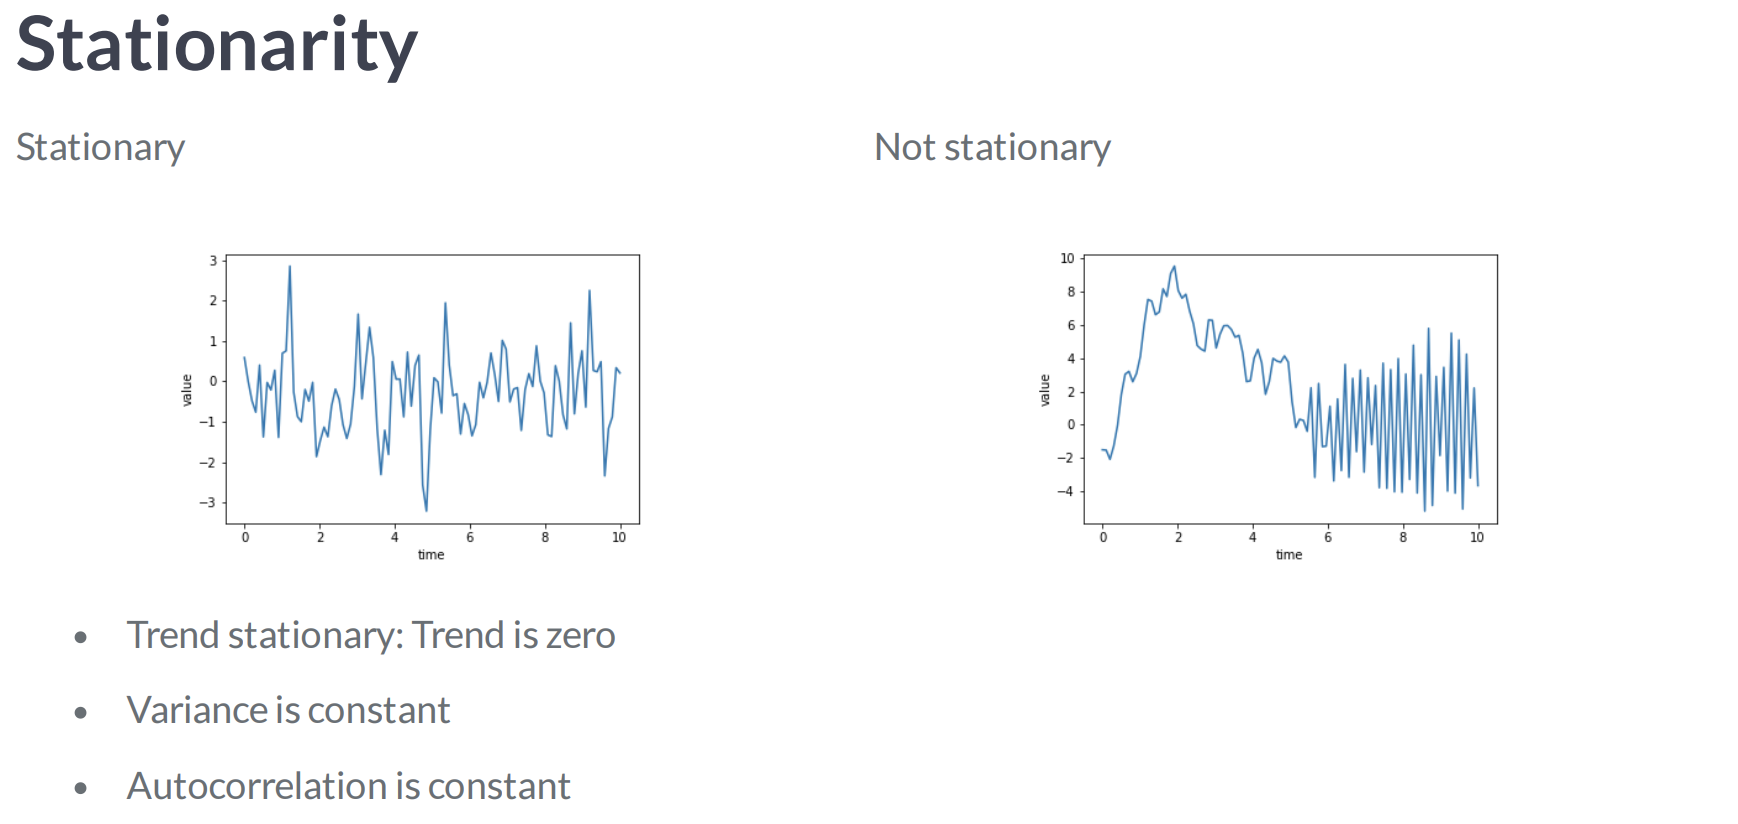 Stationarity
Stationary
Not stationary
3
2
1
0
−1
−2
−3
value
0 2 4 6 8 10
time
10
8
6
4
2
0
−2
−4
value
0 2 4 6 8 10
time
• Trend stationary: Trend is zero
• Variance is constant
• Autocorrelation is constant